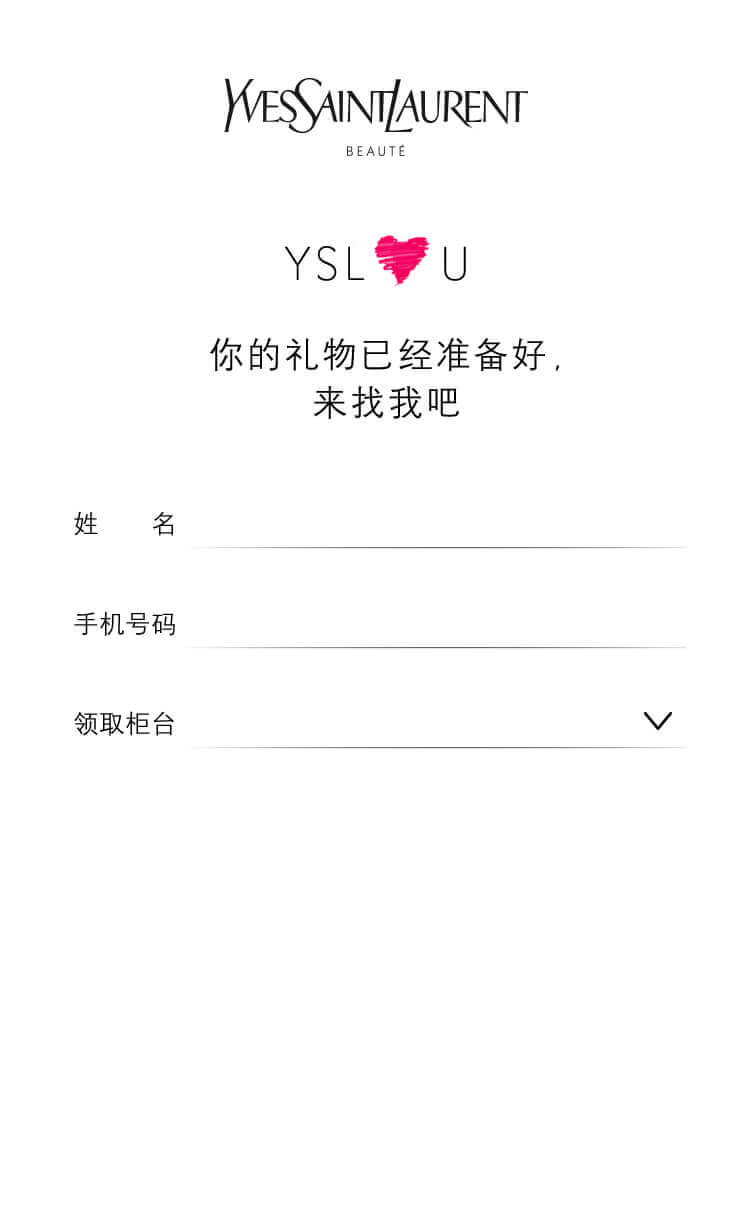 YVESSAINTLAURENT
BEAUTÉ
YSL U
你的礼物已经准备好，
来找我吧
姓 名
手机号码
领取柜台